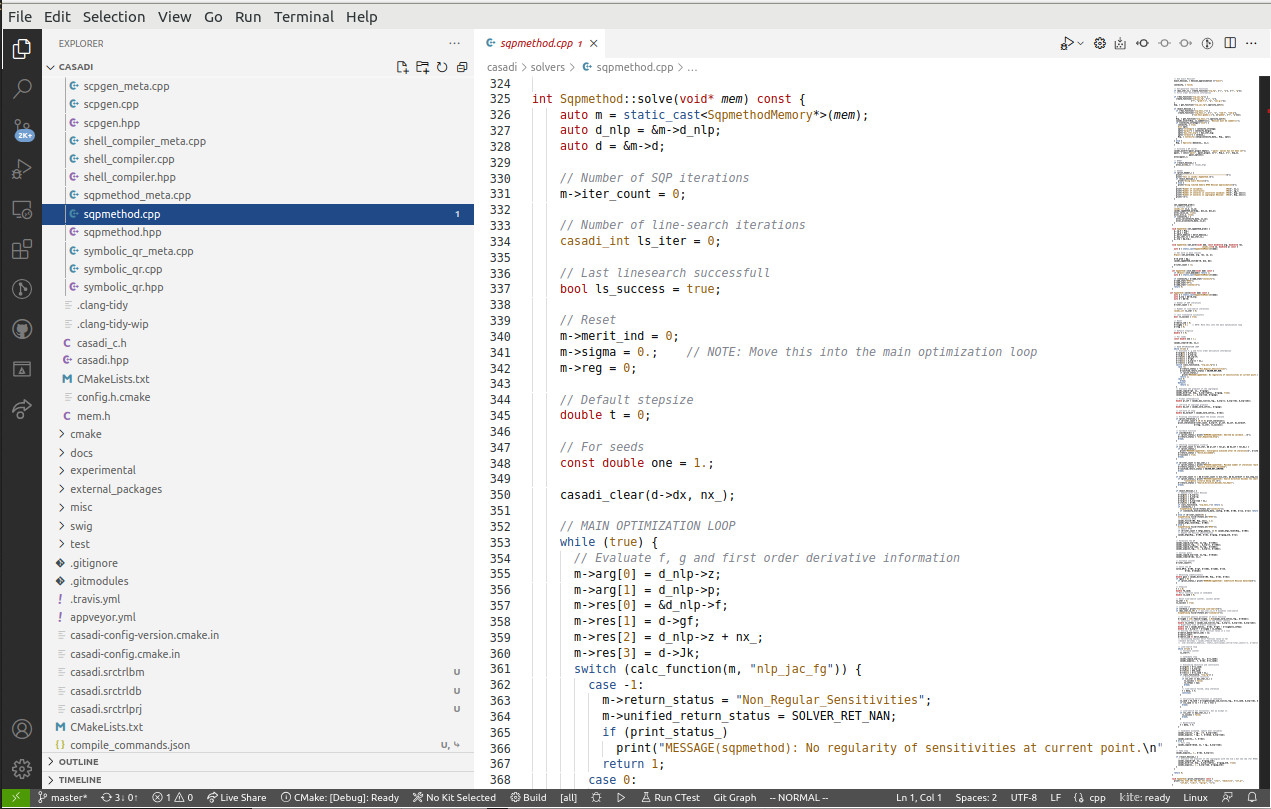 File Edit Selection View Go Run Terminal Help
EXPLORER
CASADI
scpgen_meta.cpp
scpgen.cpp
scpgen.hpp
shell_compiler_meta.cpp
shell_compiler.cpp
shell_compiler.hpp
sqpmethod_meta.cpp
sqpmethod.cpp 1
sqpmethod.hpp
symbolic_qr_meta.cpp
symbolic_qr.cpp
symbolic_qr.hpp
.clang-tidy
.clang-tidy-wip
casadi_c.h
casadi.hpp
CMakeLists.txt
config.h.cmake
mem.h
cmake
docs
experimental
external_packages
misc
swig
test
.gitignore
.gitmodules
.travis.yml
appveyor.yml
casadi-config-version.cmake.in
casadi-config.cmake.in
casadi.srctrlbm U
casadi.srctrldb U
casadi.srctrlprj U
CMakeLists.txt
compile_commands.json U,
OUTLINE
TIMELINE
2K+
sqpmethod.cpp 1
casadi > solvers > sqpmethod.cpp > ...
324
325 int Sqpmethod::solve(void* mem) const {
326 auto m = static_cast<SqpmethodMemory*>(mem);
327 auto d_nlp = &m->d_nlp;
328 auto d = &m->d;
329
330 // Number of SQP iterations
331 m->iter_count = 0;
332
333 // Number of line-search iterations
334 casadi_int ls_iter = 0;
335
336 // Last linesearch successfull
337 bool ls_success = true;
338
339 // Reset
340 m->merit_ind = 0;
341 m->sigma = 0.; // NOTE: Move this into the main optimization loop
342 m->reg = 0;
343
344 // Default stepsize
345 double t = 0;
346
347 // For seeds
348 const double one = 1.;
349
350 casadi_clear(d->dx, nx_);
351
352 // MAIN OPTIMIZATION LOOP
353 while (true) {
354 // Evaluate f, g and first order derivative information
355 m->arg[0] = d_nlp->z;
356 m->arg[1] = d_nlp->p;
357 m->res[0] = &d_nlp->f;
358 m->res[1] = d->gf;
359 m->res[2] = d_nlp->z + nx_;
360 m->res[3] = d->Jk;
361 switch (calc_function(m, "nlp_jac_fg")) {
362 case -1:
363 m->return_status = "Non_Regular_Sensitivities";
364 m->unified_return_status = SOLVER_RET_NAN;
365 if (print_status_)
366 print("MESSAGE(sqpmethod): No regularity of sensitivities at current point.\n"
367 return 1;
368 case 0:
master* 3↓ 0↑ 1 0 Live Share CMake: [Debug]: Ready No Kit Selected Build [all] Run CTest Git Graph -- NORMAL -- Ln 1, Col 1 Spaces: 2 UTF-8 LF {} cpp kite: ready Linux